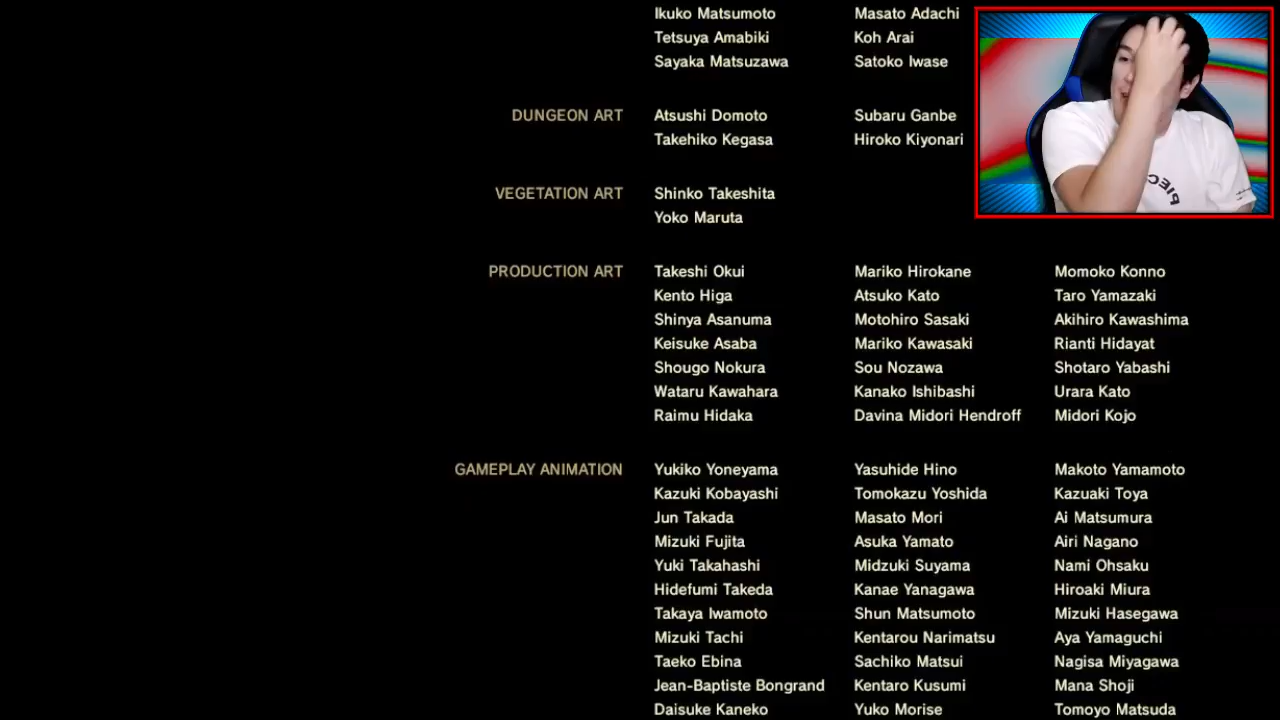 Ikuko Matsumoto Masato Adachi
Tetsuya Amabiki Koh Arai
Sayaka Matsuzawa Satoko Iwase
DUNGEON ART Atsushi Domoto Subaru Ganbe
Takehiko Kegasa Hiroko Kiyonari
VEGETATION ART Shinko Takeshita
Yoko Maruta
PRODUCTION ART Takeshi Okui Mariko Hirokane Momoko Konno
Kento Higa Atsuko Kato Taro Yamazaki
Shinya Asanuma Motohiro Sasaki Akihiro Kawashima
Keisuke Asaba Mariko Kawasaki Rianti Hidayat
Shougo Nokura Sou Nozawa Shotaro Yabashi
Wataru Kawahara Kanako Ishibashi Urara Kato
Raimu Hidaka Davina Midori Hendroff Midori Kojo
GAMEPLAY ANIMATION Yukiko Yoneyama Yasuhide Hino Makoto Yamamoto
Kazuki Kobayashi Tomokazu Yoshida Kazuaki Toya
Jun Takada Masato Mori Ai Matsumura
Mizuki Fujita Asuka Yamato Airi Nagano
Yuki Takahashi Midzuki Suyama Nami Ohsaku
Hidefumi Takeda Kanae Yanagawa Hiroaki Miura
Takaya Iwamoto Shun Matsumoto Mizuki Hasegawa
Mizuki Tachi Kentarou Narimatsu Aya Yamaguchi
Taeko Ebina Sachiko Matsui Nagisa Miyagawa
Jean-Baptiste Bongrand Kentaro Kusumi Mana Shoji
Daisuke Kaneko Yuko Morise Tomoyo Matsuda